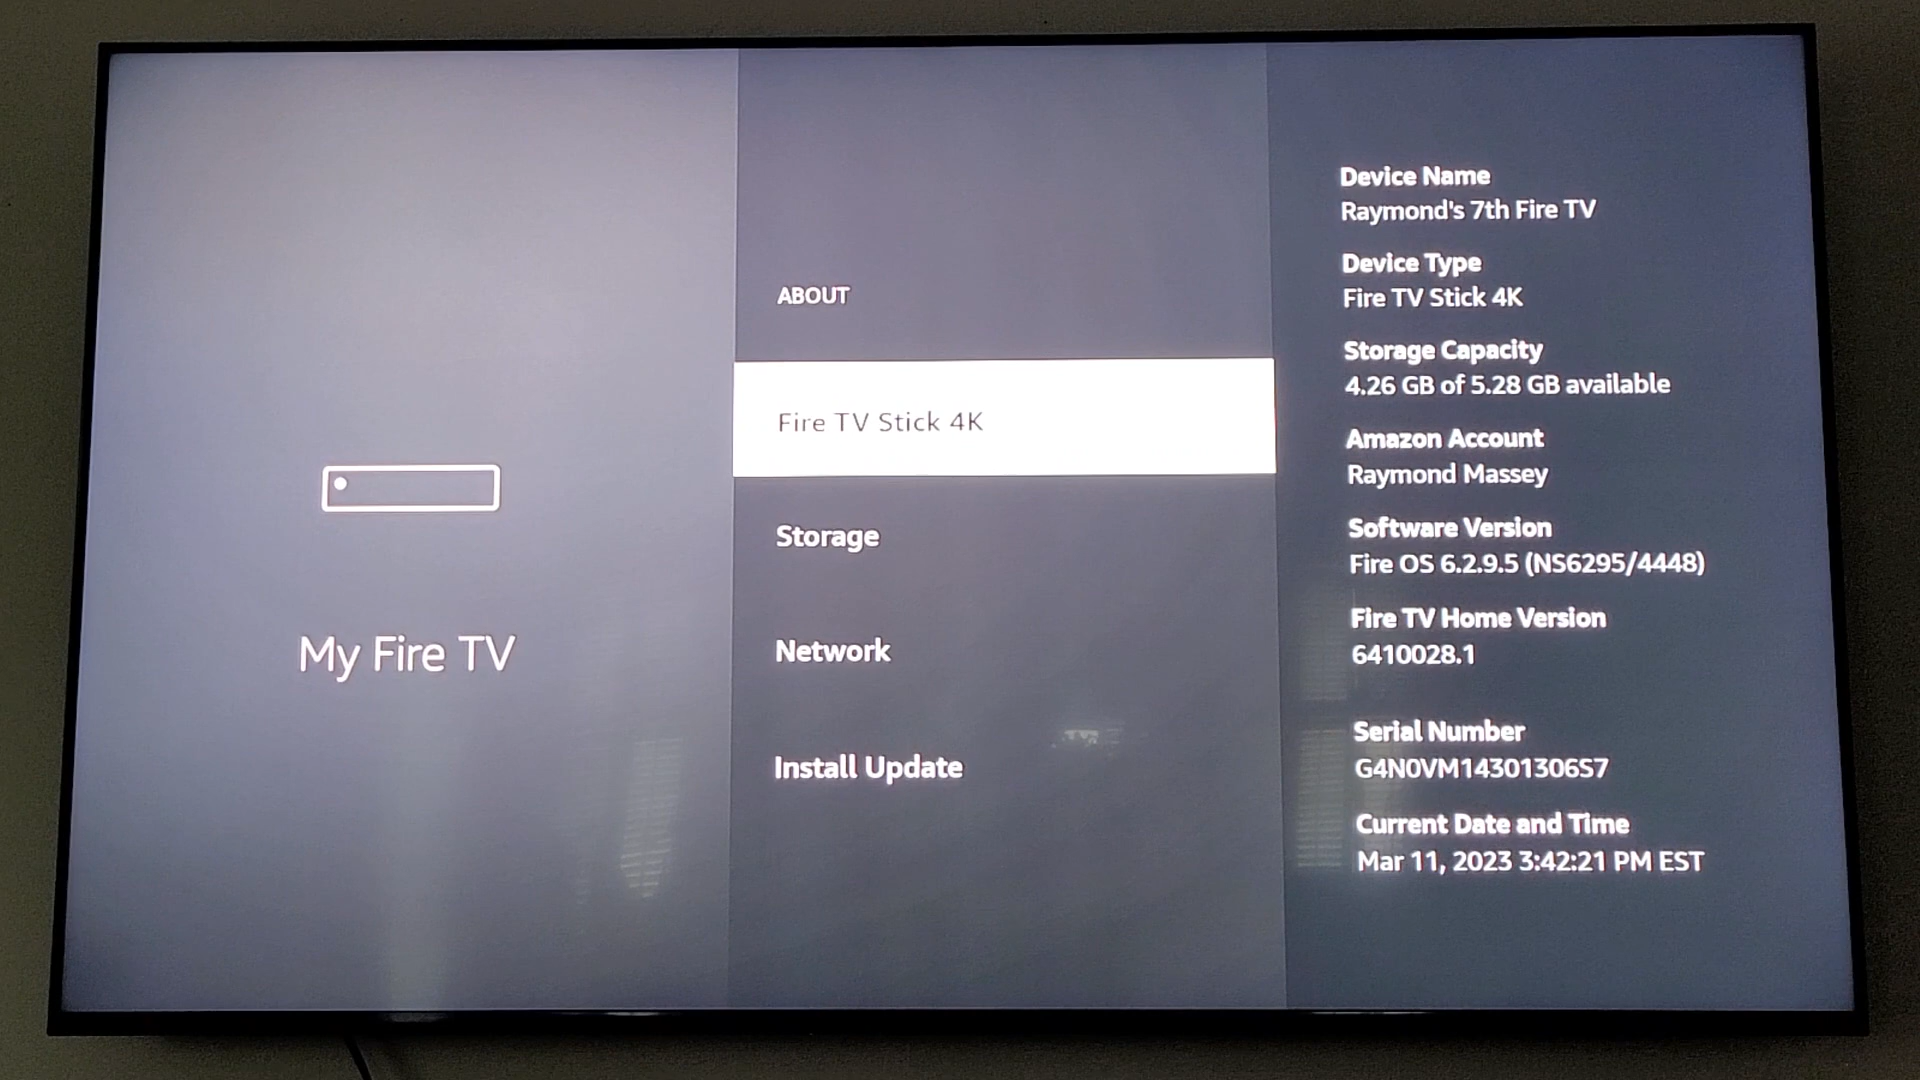 My Fire TV
ABOUT
Fire TV Stick 4K
Storage
Network
Install Update
Device Name
Raymond's 7th Fire TV
Device Type
Fire TV Stick 4K
Storage Capacity
4.26 GB of 5.28 GB available
Amazon Account
Raymond Massey
Software Version
Fire OS 6.2.9.5 (NS6295/4448)
Fire TV Home Version
6410028.1
Serial Number
G4N0VM14301306S7
Current Date and Time
Mar 11, 2023 3:42:21 PM EST